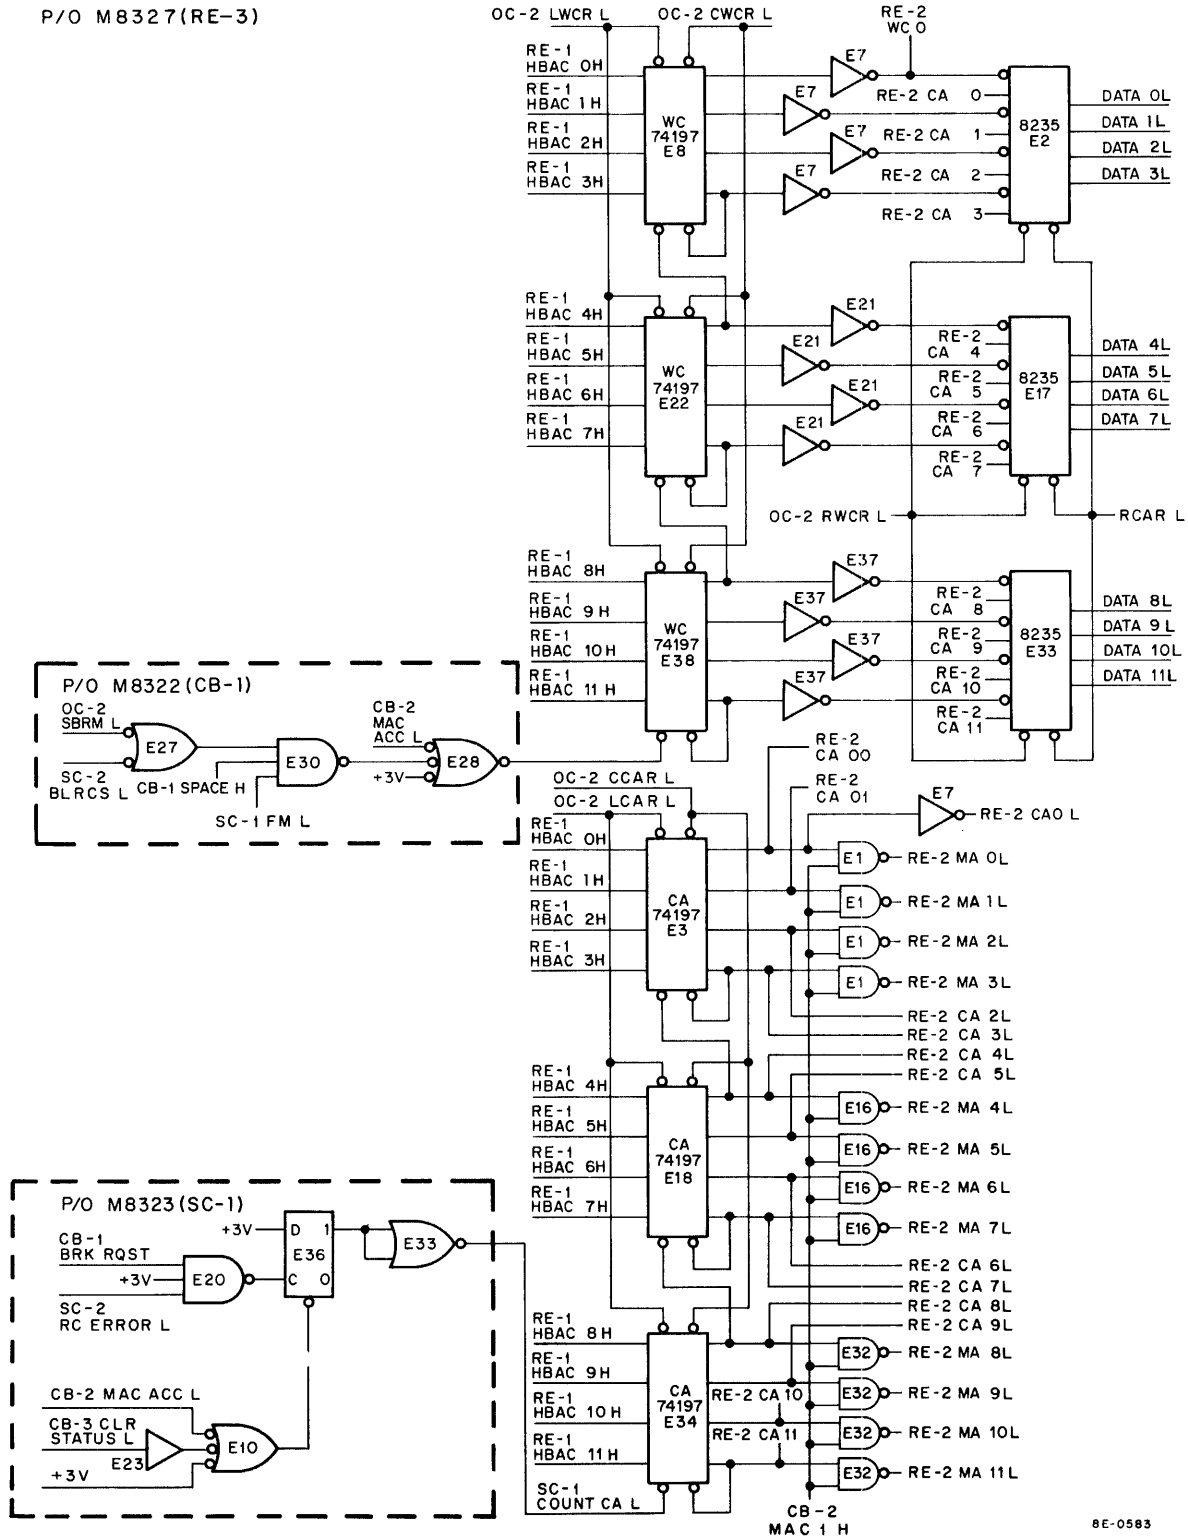 P/O M8327(RE-3)
OC-2 LWCR L
OC-2 CWCR L
RE-2
WC 0
RE-1
HBAC 0H
RE-1
HBAC 1H
RE-1
HBAC 2H
RE-1
HBAC 3H
WC
74197
E8
E7
E7
E7
E7
RE-2 CA 0
RE-2 CA 1
RE-2 CA 2
RE-2 CA 3
8235
E2
DATA 0L
DATA 1L
DATA 2L
DATA 3L
RE-1
HBAC 4H
RE-1
HBAC 5H
RE-1
HBAC 6H
RE-1
HBAC 7H
WC
74197
E22
E21
E21
E21
E21
RE-2
CA 4
RE-2
CA 5
RE-2
CA 6
RE-2
CA 7
8235
E17
DATA 4L
DATA 5L
DATA 6L
DATA 7L
OC-2 RWCR L
RCAR L
RE-1
HBAC 8H
RE-1
HBAC 9H
RE-1
HBAC 10H
RE-1
HBAC 11H
WC
74197
E38
E37
E37
E37
E37
RE-2
CA 8
RE-2
CA 9
RE-2
CA 10
RE-2
CA 11
8235
E33
DATA 8L
DATA 9L
DATA 10L
DATA 11L
P/O M8322(CB-1)
OC-2
SBRM L
SC-2
BLRCS L
E27
CB-1 SPACE H
SC-1 FM L
E30
CB-2
MAC
ACC L
+3V
E28
OC-2 CCAR L
OC-2 LCAR L
RE-2
CA 00
RE-2
CA 01
E7
RE-2 CA0 L
RE-1
HBAC 0H
RE-1
HBAC 1H
RE-1
HBAC 2H
RE-1
HBAC 3H
CA
74197
E3
E1
RE-2 MA 0L
E1
RE-2 MA 1L
E1
RE-2 MA 2L
E1
RE-2 MA 3L
RE-2 CA 2L
RE-2 CA 3L
RE-2 CA 4L
RE-2 CA 5L
RE-1
HBAC 4H
RE-1
HBAC 5H
RE-1
HBAC 6H
RE-1
HBAC 7H
CA
74197
E18
E16
RE-2 MA 4L
E16
RE-2 MA 5L
E16
RE-2 MA 6L
E16
RE-2 MA 7L
RE-2 CA 6L
RE-2 CA 7L
RE-2 CA 8L
RE-2 CA 9L
P/O M8323(SC-1)
CB-1
BRK RQST
+3V
SC-2
RC ERROR L
E20
+3V
D 1
E36
C 0
E33
CB-2 MAC ACC L
CB-3 CLR
STATUS L
E23
+3V
E10
RE-1
HBAC 8H
RE-1
HBAC 9H
RE-1
HBAC 10H
RE-1
HBAC 11H
SC-1
COUNT CA L
CA
74197
E34
RE-2 CA 10
RE-2 CA 11
E32
RE-2 MA 8L
E32
RE-2 MA 9L
E32
RE-2 MA 10L
E32
RE-2 MA 11L
CB-2
MAC 1 H
8E-0583